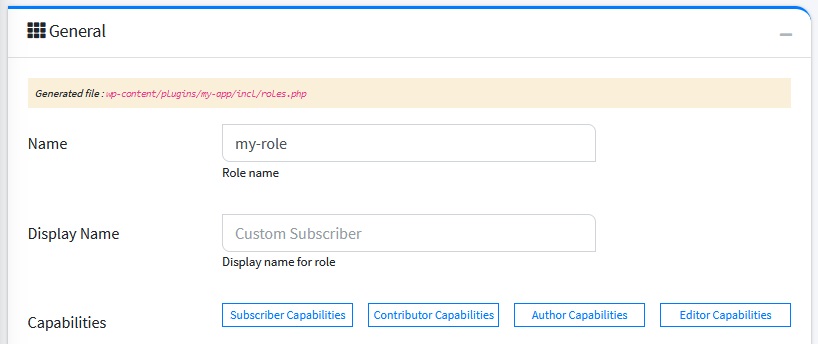 General
Generated file : wp-content/plugins/my-app/incl/roles.php
Name
my-role
Role name
Display Name
Custom Subscriber
Display name for role
Capabilities
Subscriber Capabilities Contributor Capabilities Author Capabilities Editor Capabilities